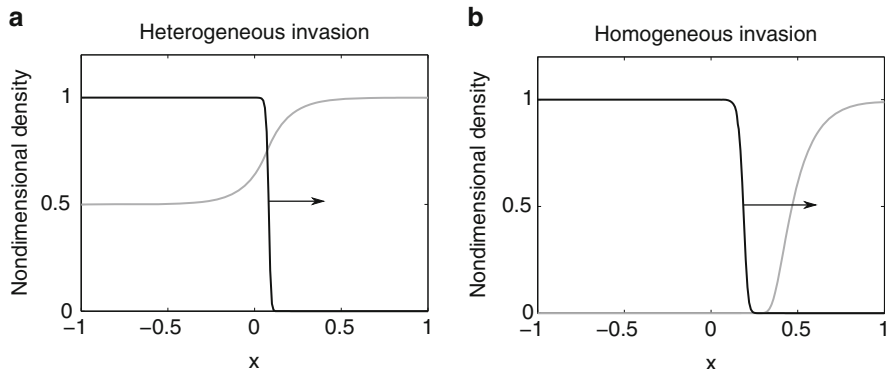 a
Heterogeneous invasion
Nondimensional density
1
0.5
0
−1
−0.5
0
0.5
1
x
b
Homogeneous invasion
Nondimensional density
1
0.5
0
−1
−0.5
0
0.5
1
x